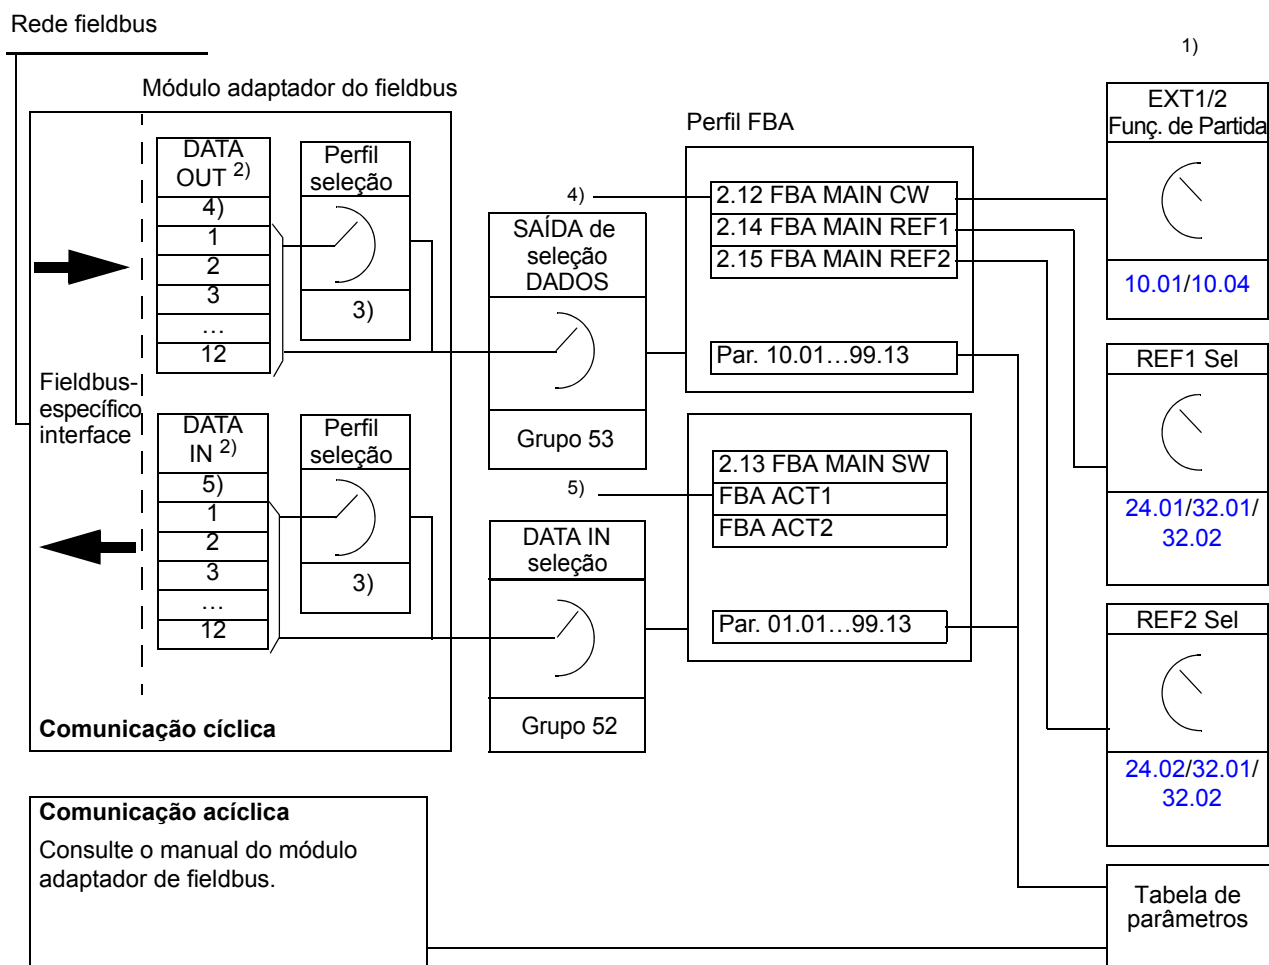 Rede fieldbus
1)
Módulo adaptador do fieldbus
DATA
OUT 2)
4)
1
2
3
…
12
Perfil
seleção
3)
Fieldbus-
específico
interface
DATA
IN 2)
5)
1
2
3
…
12
Perfil
seleção
3)
Comunicação cíclica
4)
SAÍDA de
seleção
DADOS
Grupo 53
5)
DATA IN
seleção
Grupo 52
Perfil FBA
2.12 FBA MAIN CW
2.14 FBA MAIN REF1
2.15 FBA MAIN REF2
Par. 10.01…99.13
2.13 FBA MAIN SW
FBA ACT1
FBA ACT2
Par. 01.01…99.13
EXT1/2
Funç. de Partida
10.01/10.04
REF1 Sel
24.01/32.01/
32.02
REF2 Sel
24.02/32.01/
32.02
Tabela de
parâmetros
Comunicação acíclica
Consulte o manual do módulo
adaptador de fieldbus.